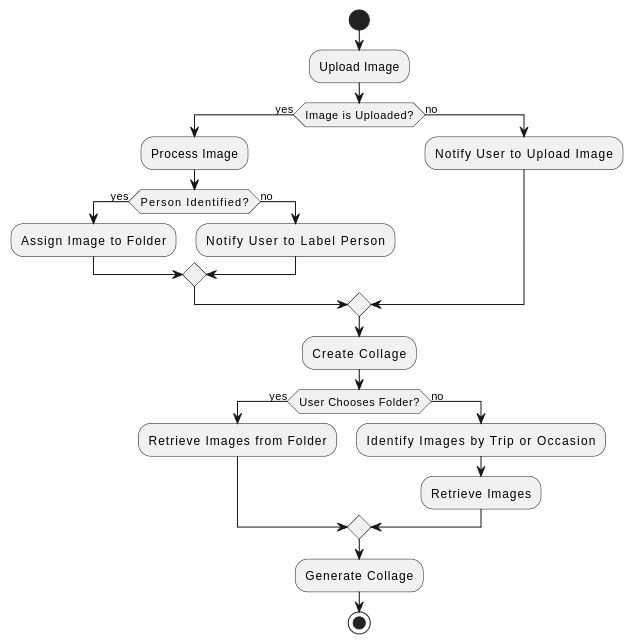 Upload Image
yes
Image is Uploaded?
no
Process Image
Notify User to Upload Image
yes
Person Identified?
no
Assign Image to Folder
Notify User to Label Person
Create Collage
yes
User Chooses Folder?
no
Retrieve Images from Folder
Identify Images by Trip or Occasion
Retrieve Images
Generate Collage